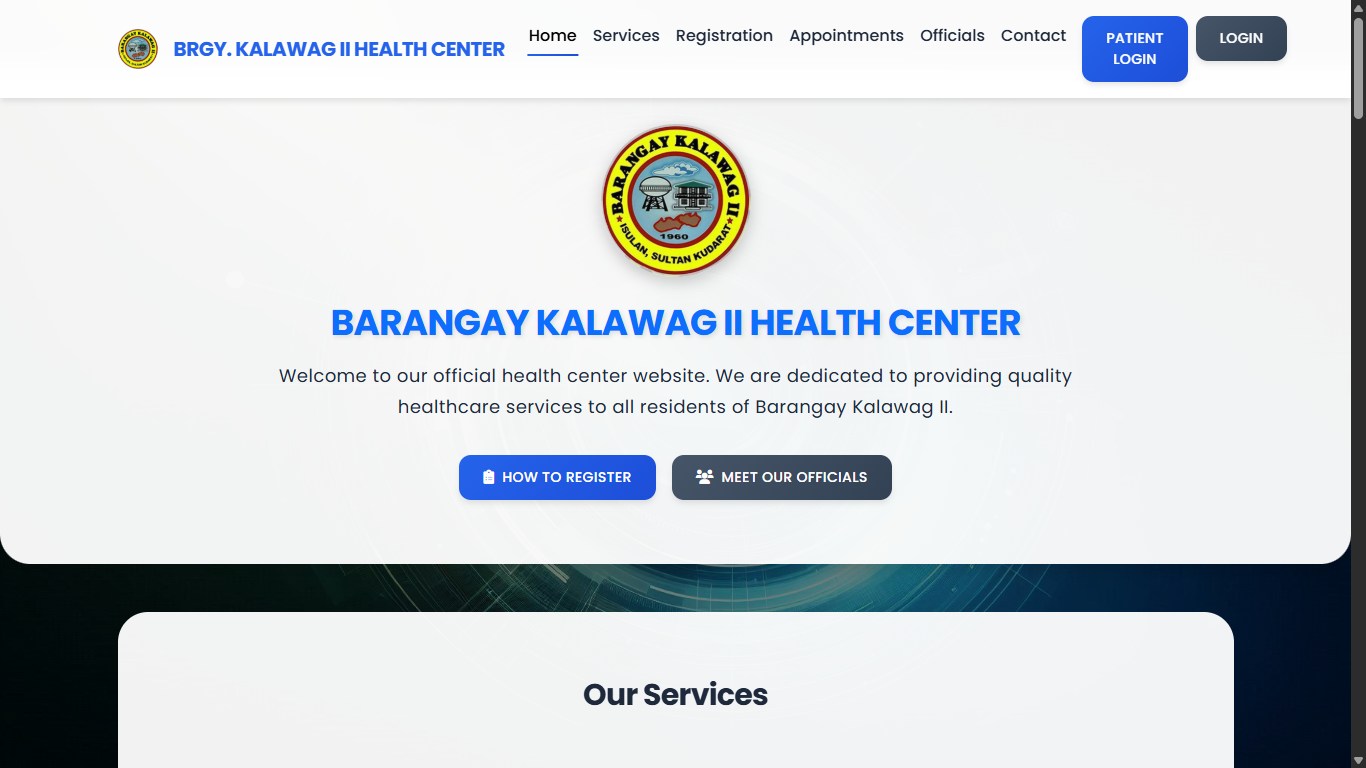 BRGY. KALAWAG II HEALTH CENTER
Home
Services
Registration
Appointments
Officials
Contact
PATIENT
LOGIN
LOGIN
BARANGAY KALAWAG II
1960
ISULAN, SULTAN KUDARAT
BARANGAY KALAWAG II HEALTH CENTER
Welcome to our official health center website. We are dedicated to providing quality
healthcare services to all residents of Barangay Kalawag II.
HOW TO REGISTER
MEET OUR OFFICIALS
Our Services